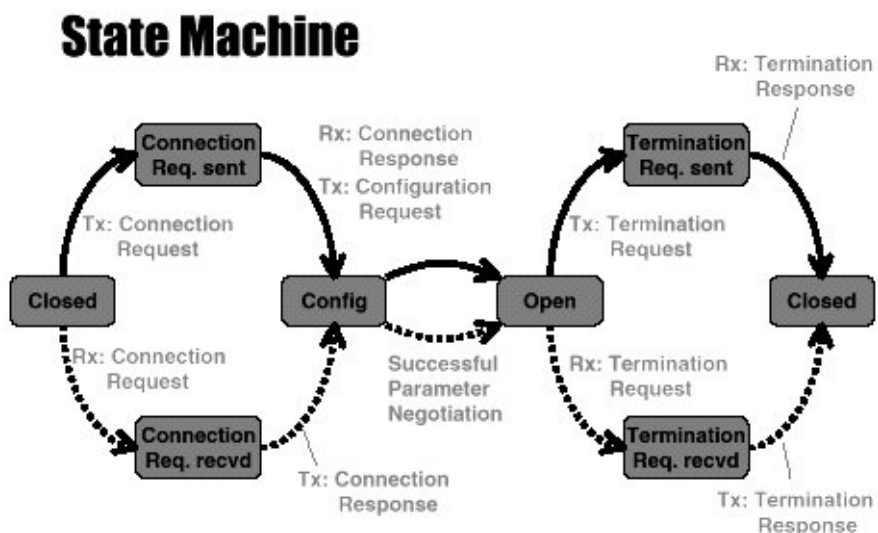 State Machine
Rx: Termination
Response
Connection
Req. sent
Rx: Connection
Response
Tx: Configuration
Request
Termination
Req. sent
Tx: Connection
Request
Tx: Termination
Request
Closed
Config
Open
Closed
Rx: Connection
Request
Successful
Parameter
Negotiation
Rx: Termination
Request
Connection
Req. recvd
Termination
Req. recvd
Tx: Connection
Response
Tx: Termination
Response